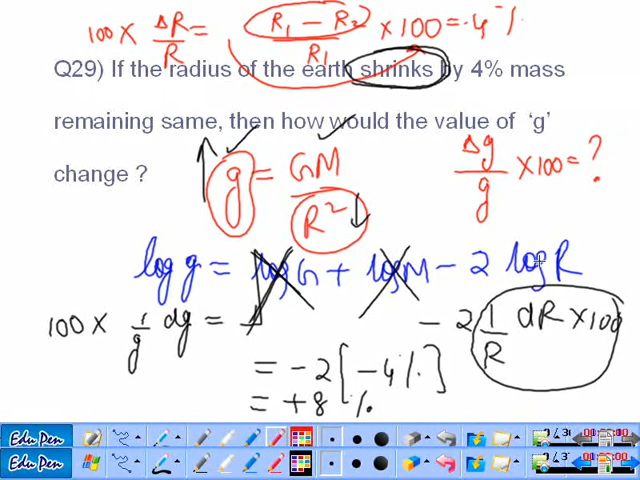 100 × ΔR/R = R₁ − R₂/R₁ × 100 = -4 %
Q29) If the radius of the earth shrinks by 4% mass
remaining same, then how would the value of 'g'
change ?
g = GM/R²
Δg/g × 100 = ?
log g = log G + log M − 2 log R
100 × 1/g dg = − 2 1/R dR × 100
= − 2 [ − 4 % ]
= + 8 %
Edu Pen
Edu Pen